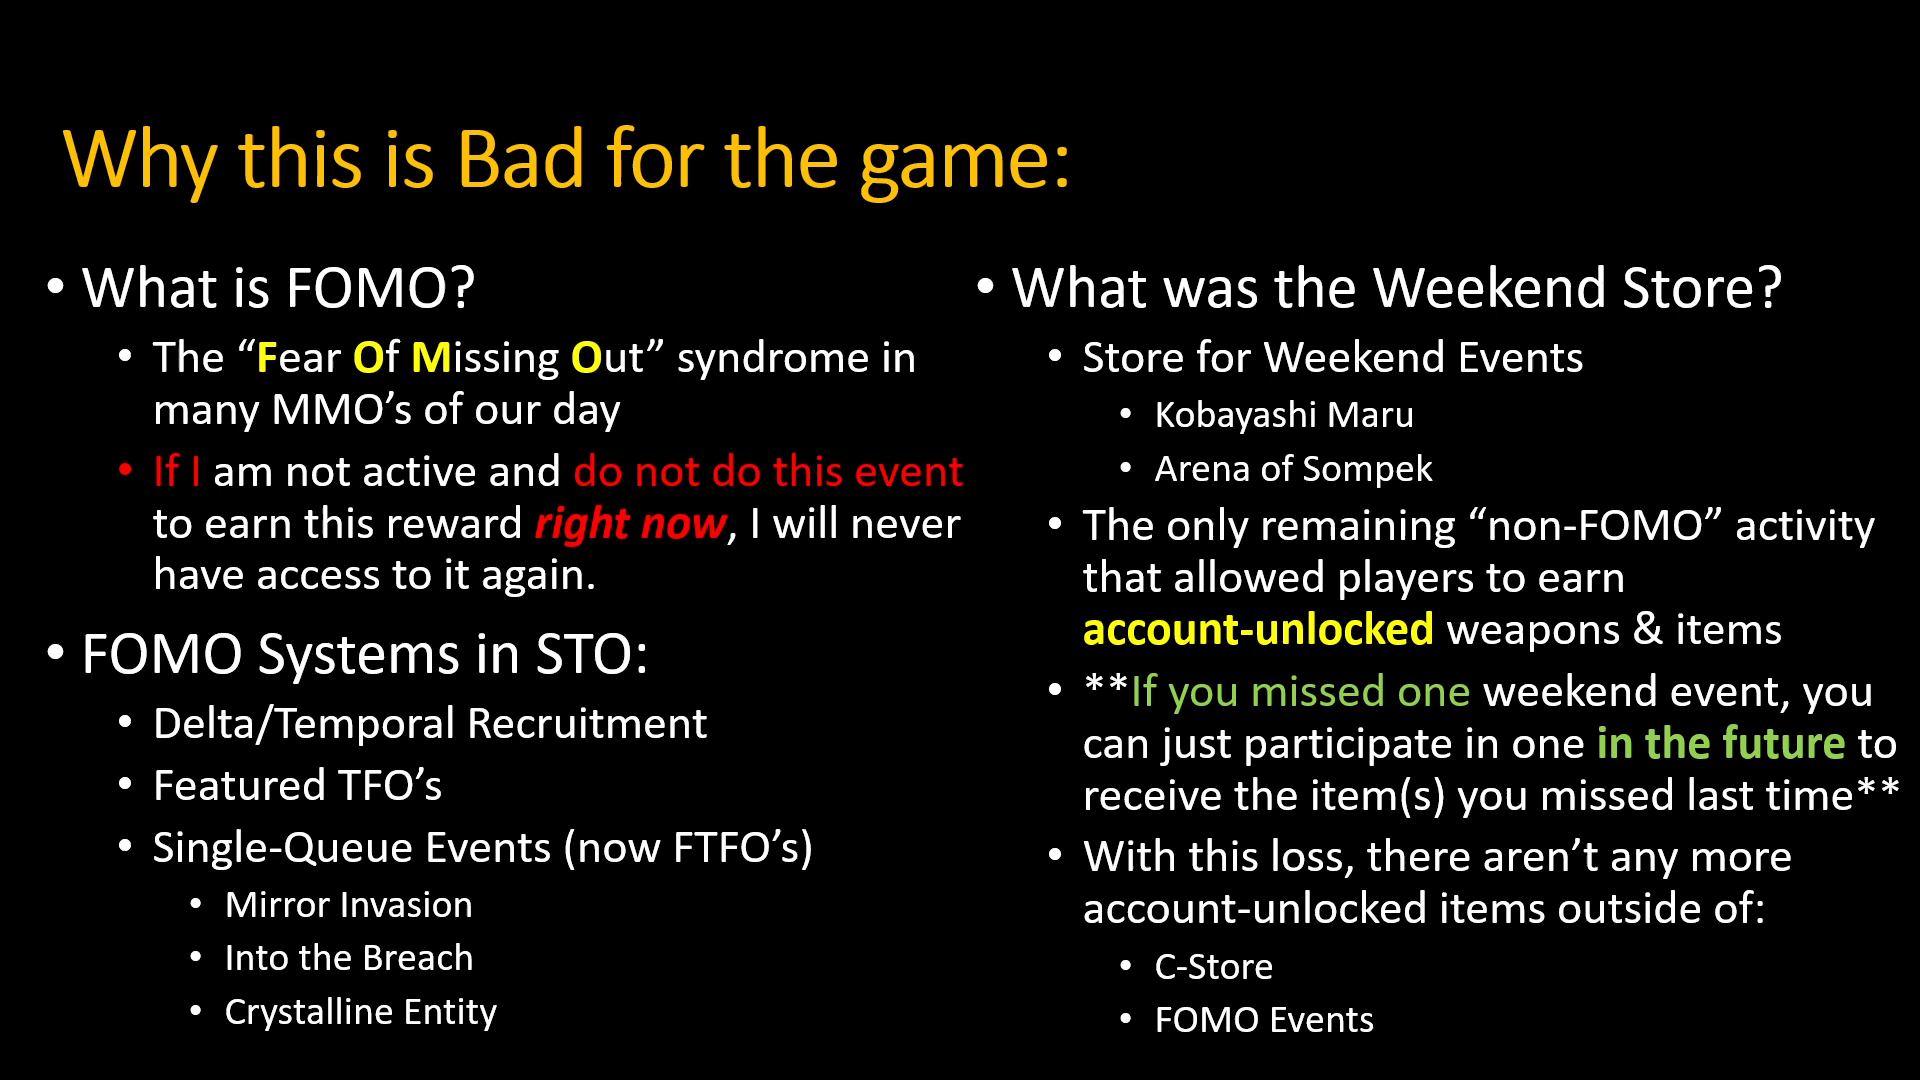 Why this is Bad for the game:
• What is FOMO?
• The “Fear Of Missing Out” syndrome in
many MMO’s of our day
• If I am not active and do not do this event
to earn this reward right now, I will never
have access to it again.
• FOMO Systems in STO:
• Delta/Temporal Recruitment
• Featured TFO’s
• Single-Queue Events (now FTFO’s)
• Mirror Invasion
• Into the Breach
• Crystalline Entity
• What was the Weekend Store?
• Store for Weekend Events
• Kobayashi Maru
• Arena of Sompek
• The only remaining “non-FOMO” activity
that allowed players to earn
account-unlocked weapons & items
• **If you missed one weekend event, you
can just participate in one in the future to
receive the item(s) you missed last time**
• With this loss, there aren’t any more
account-unlocked items outside of:
• C-Store
• FOMO Events